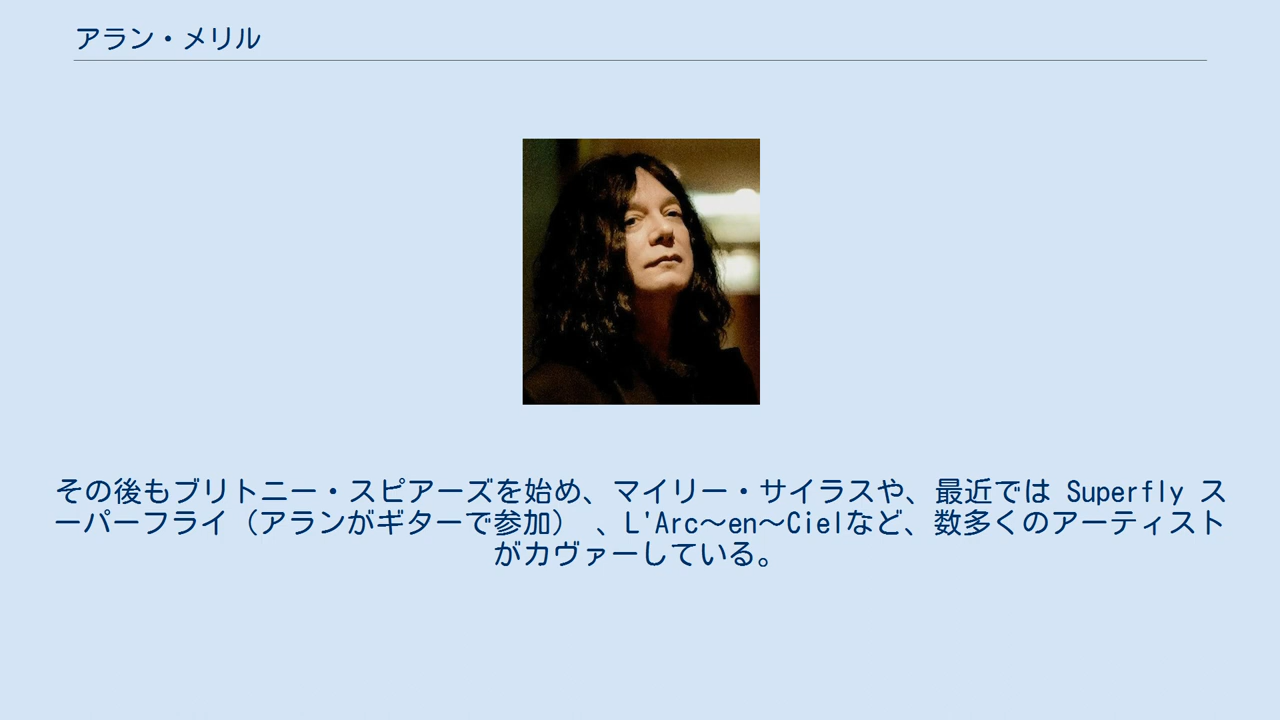 アラン・メリル
その後もブリトニー・スピアーズを始め、マイリー・サイラスや、最近では Superfly ス
ーパーフライ（アランがギターで参加） 、L'Arc～en～Cielなど、数多くのアーティスト
がカヴァーしている。